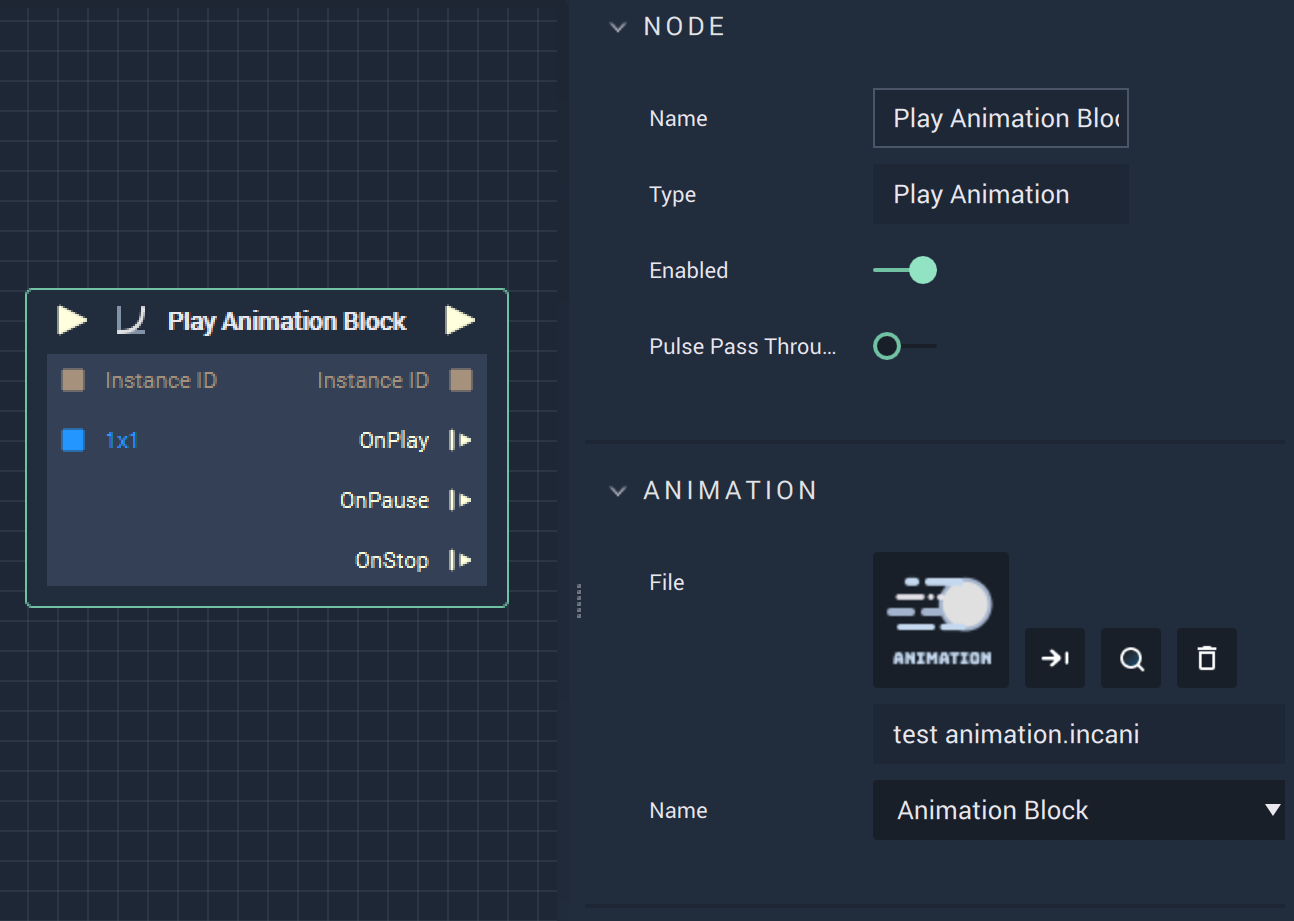 Play Animation Block
Instance ID Instance ID
1x1 OnPlay
OnPause
OnStop
NODE
Name Play Animation Bloc
Type Play Animation
Enabled
Pulse Pass Throu...
ANIMATION
File
ANIMATION
test animation.incani
Name Animation Block